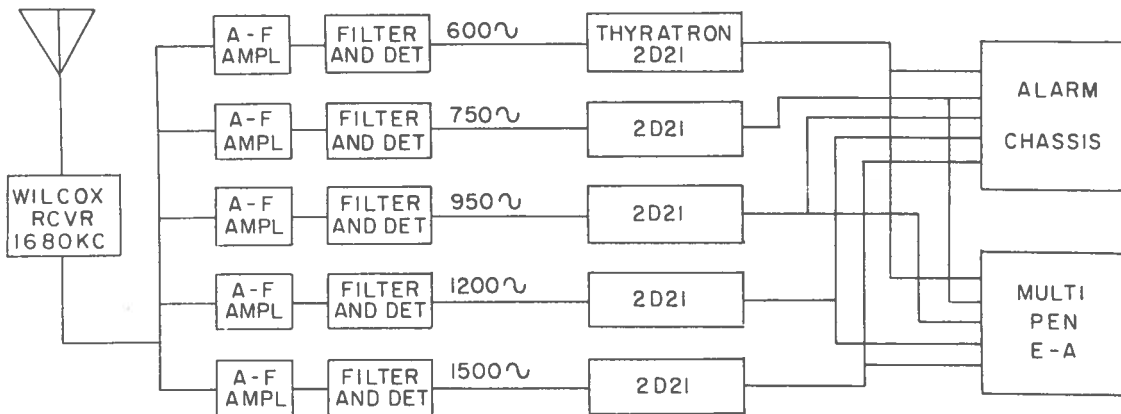 A-F
AMPL
FILTER
AND DET
600~
THYRATRON
2D21
A-F
AMPL
FILTER
AND DET
750~
2D21
ALARM
CHASSIS
WILCOX
RCVR
1680KC
A-F
AMPL
FILTER
AND DET
950~
2D21
A-F
AMPL
FILTER
AND DET
1200~
2D21
MULTI
PEN
E-A
A-F
AMPL
FILTER
AND DET
1500~
2D21